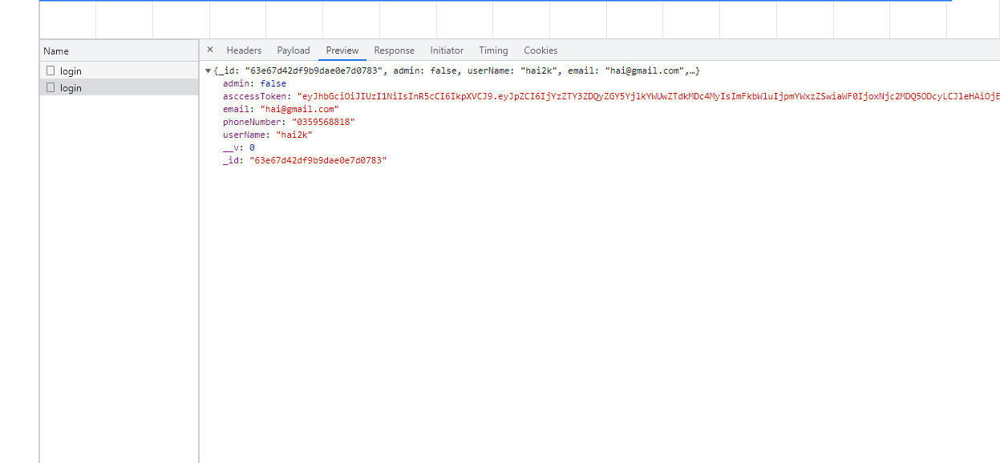 Name
login
login
× Headers Payload Preview Response Initiator Timing Cookies
▼{_id: "63e67d42df9b9dae0e7d0783", admin: false, userName: "hai2k", email: "hai@gmail.com",…}
admin: false
asccessToken: "eyJhbGciOiJIUzI1NiIsInR5cCI6IkpXVCJ9.eyJpZCI6IjYzZTY3ZDQyZGY5YjlkYWUwZTdkMDc4MyIsImFkbWluIjpmYWxzZSwiaWF0IjoxNjc2MDQ5ODcyLCJleHAiOjE
email: "hai@gmail.com"
phoneNumber: "0359568818"
userName: "hai2k"
__v: 0
_id: "63e67d42df9b9dae0e7d0783"